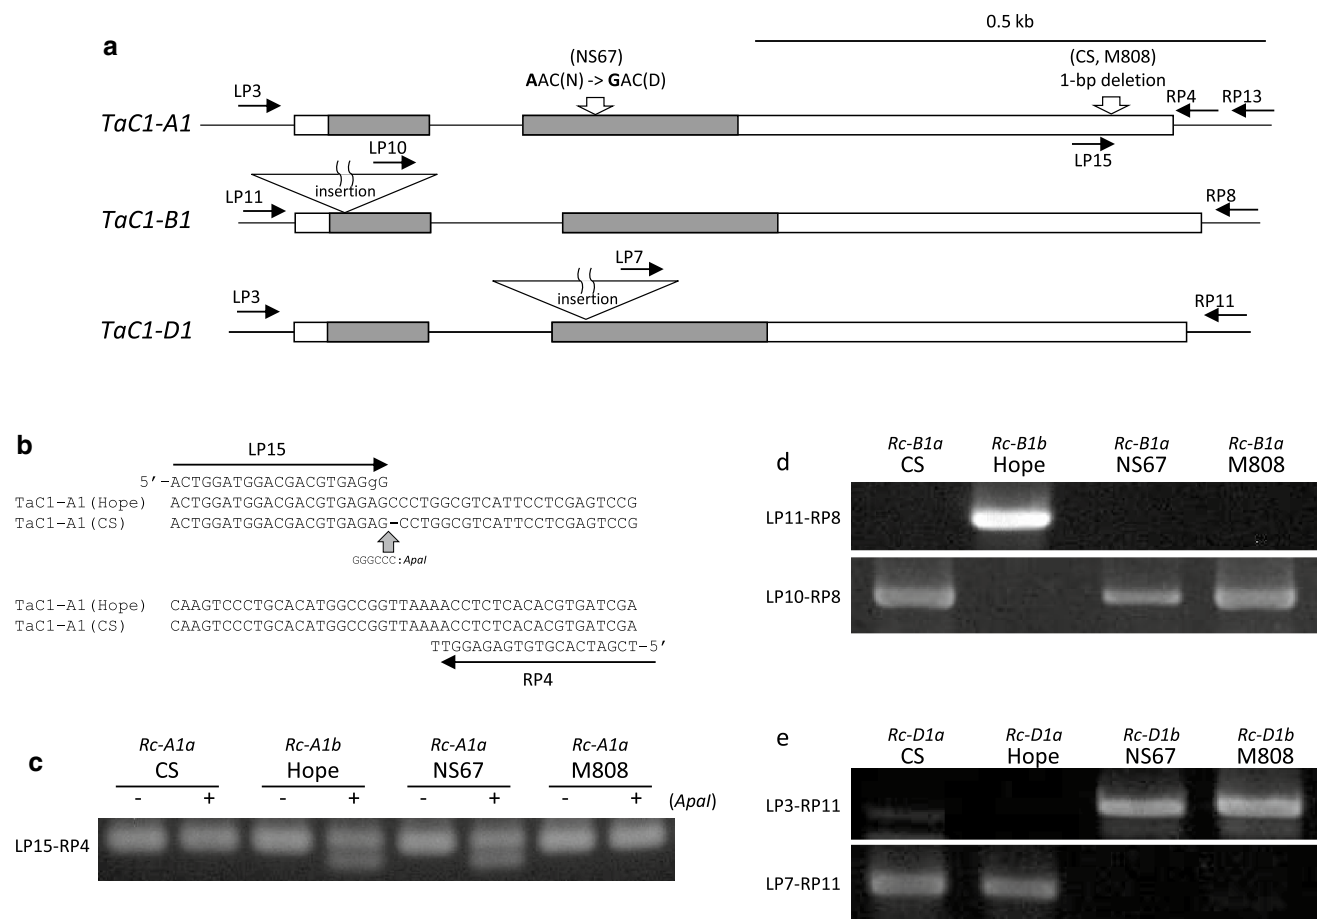 a
0.5 kb
(NS67)
AAC(N) -> GAC(D)
(CS, M808)
1-bp deletion
LP3
RP4
RP13
TaC1-A1
LP10
LP15
insertion
LP11
RP8
TaC1-B1
LP7
insertion
LP3
RP11
TaC1-D1
b
LP15
5’-ACTGGATGGACGACGTGAGgG
TaC1-A1(Hope) ACTGGATGGACGACGTGAGAGCCCTGGCGTCATTCCTCGAGTCCG
TaC1-A1(CS) ACTGGATGGACGACGTGAGAG-CCTGGCGTCATTCCTCGAGTCCG
GGGCCC:ApaI
TaC1-A1(Hope) CAAGTCCCTGCACATGGCCGGTTAAAACCTCTCACACGTGATCGA
TaC1-A1(CS) CAAGTCCCTGCACATGGCCGGTTAAAACCTCTCACACGTGATCGA
TTGGAGAGTGTGCACTAGCT-5’
RP4
c
Rc-A1a Rc-A1b Rc-A1a Rc-A1a
CS Hope NS67 M808
- + - + - + - + (ApaI)
LP15-RP4
d
Rc-B1a Rc-B1b Rc-B1a Rc-B1a
CS Hope NS67 M808
LP11-RP8
LP10-RP8
e
Rc-D1a Rc-D1a Rc-D1b Rc-D1b
CS Hope NS67 M808
LP3-RP11
LP7-RP11